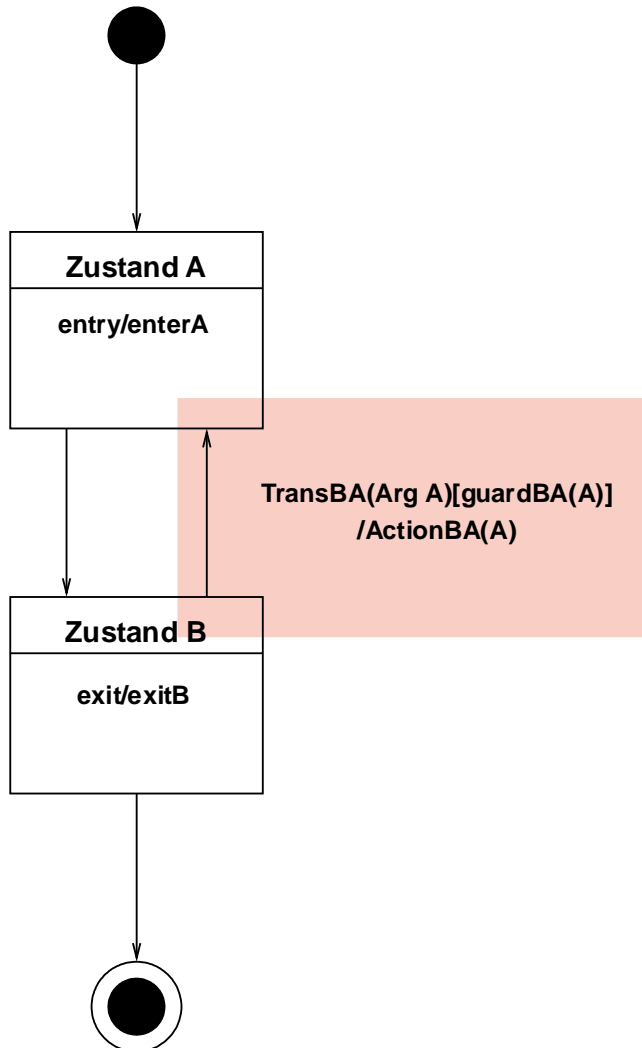 Zustand A
entry/enterA
TransBA(Arg A)[guardBA(A)]
/ActionBA(A)
Zustand B
exit/exitB